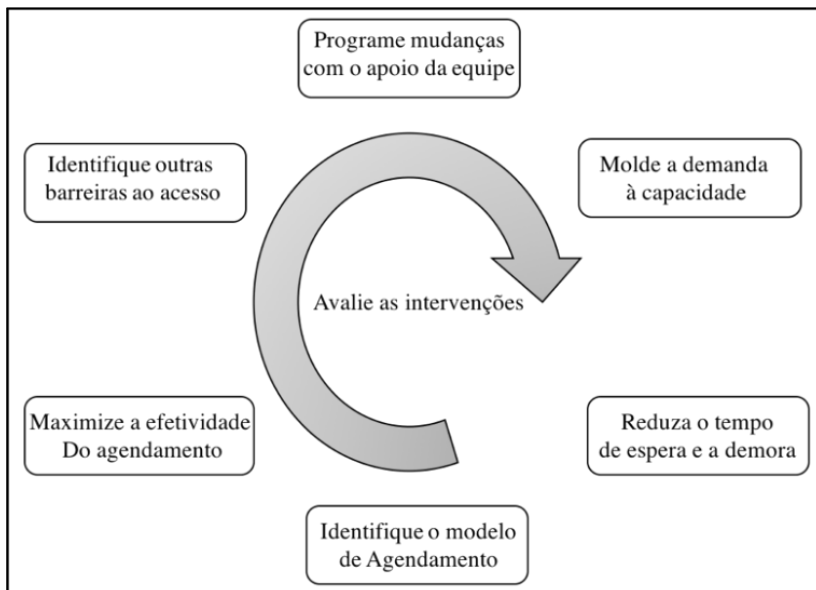 Programe mudanças
com o apoio da equipe
Identifique outras
barreiras ao acesso
Molde a demanda
à capacidade
Avalie as intervenções
Maximize a efetividade
Do agendamento
Reduza o tempo
de espera e a demora
Identifique o modelo
de Agendamento